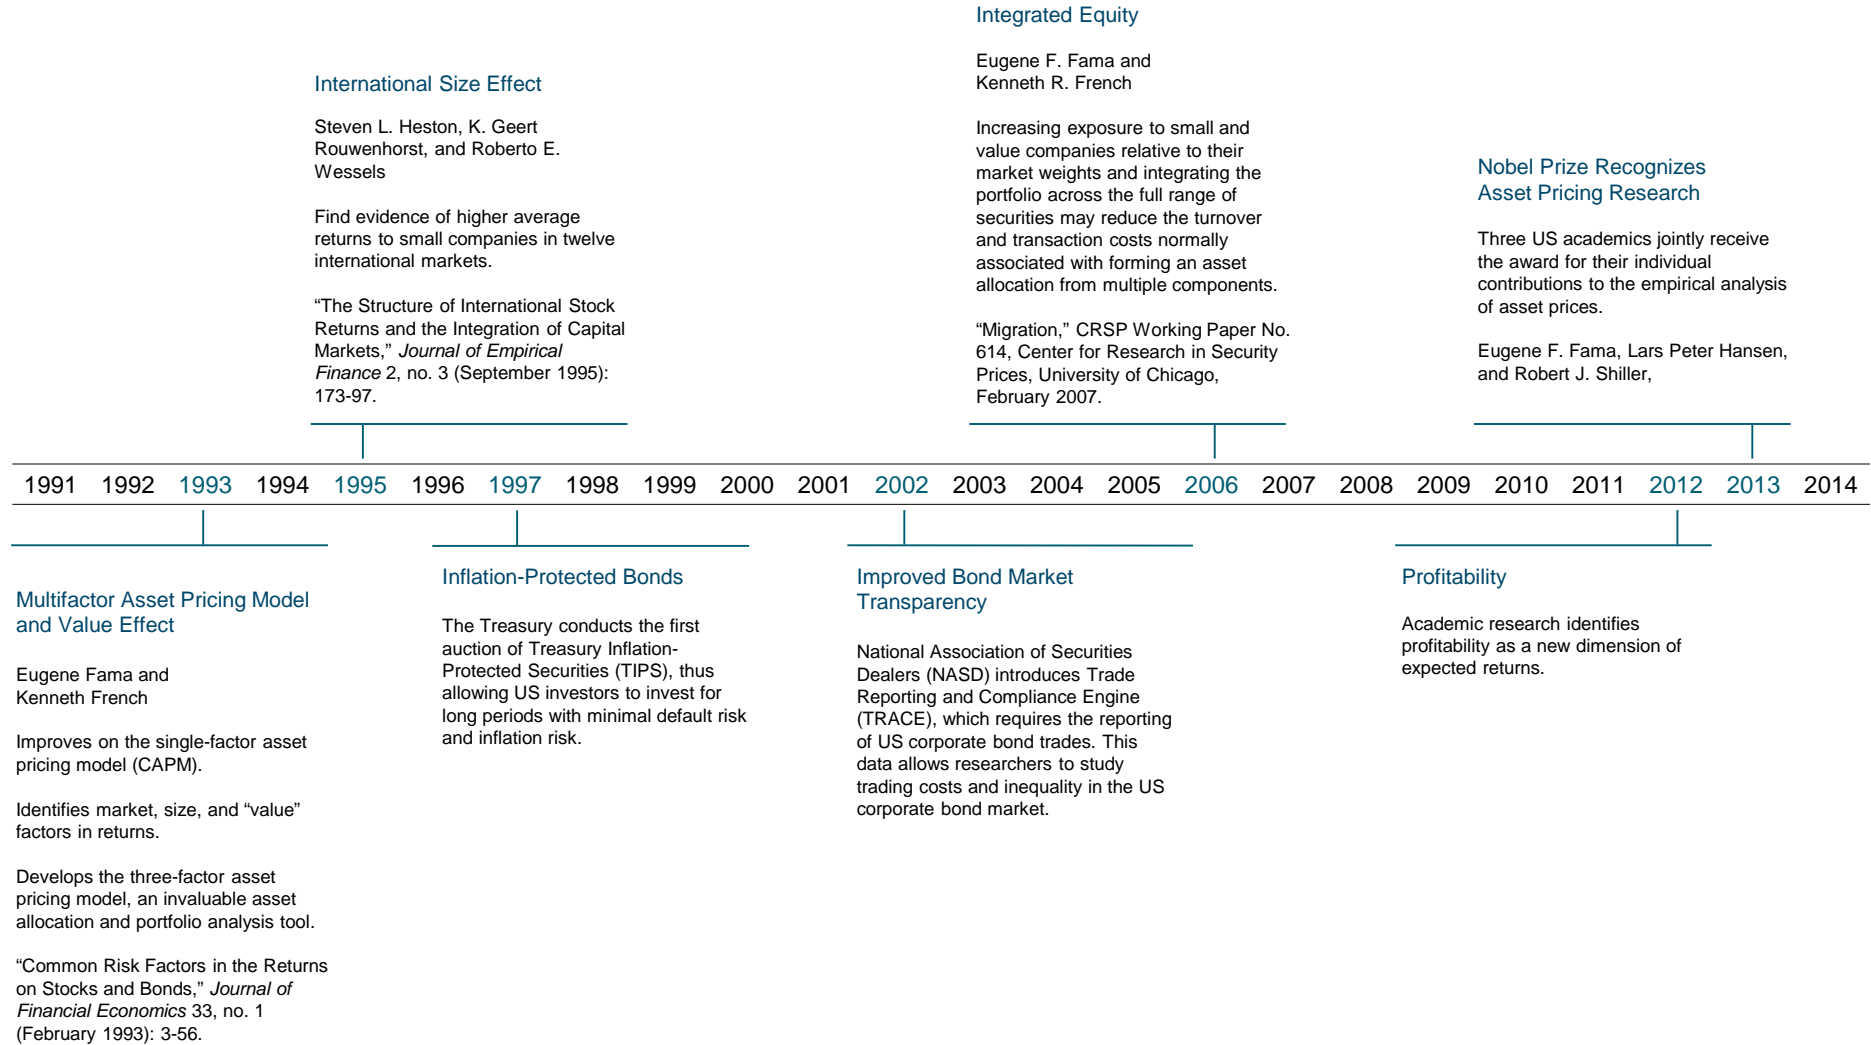 Integrated Equity
Eugene F. Fama and
Kenneth R. French
Increasing exposure to small and
value companies relative to their
market weights and integrating the
portfolio across the full range of
securities may reduce the turnover
and transaction costs normally
associated with forming an asset
allocation from multiple components.
“Migration,” CRSP Working Paper No.
614, Center for Research in Security
Prices, University of Chicago,
February 2007.
International Size Effect
Steven L. Heston, K. Geert
Rouwenhorst, and Roberto E.
Wessels
Find evidence of higher average
returns to small companies in twelve
international markets.
“The Structure of International Stock
Returns and the Integration of Capital
Markets,” Journal of Empirical
Finance 2, no. 3 (September 1995):
173-97.
Nobel Prize Recognizes
Asset Pricing Research
Three US academics jointly receive
the award for their individual
contributions to the empirical analysis
of asset prices.
Eugene F. Fama, Lars Peter Hansen,
and Robert J. Shiller,
1991 1992 1993 1994 1995 1996 1997 1998 1999 2000 2001 2002 2003 2004 2005 2006 2007 2008 2009 2010 2011 2012 2013 2014
Multifactor Asset Pricing Model
and Value Effect
Eugene Fama and
Kenneth French
Improves on the single-factor asset
pricing model (CAPM).
Identifies market, size, and “value”
factors in returns.
Develops the three-factor asset
pricing model, an invaluable asset
allocation and portfolio analysis tool.
“Common Risk Factors in the Returns
on Stocks and Bonds,” Journal of
Financial Economics 33, no. 1
(February 1993): 3-56.
Inflation-Protected Bonds
The Treasury conducts the first
auction of Treasury Inflation-
Protected Securities (TIPS), thus
allowing US investors to invest for
long periods with minimal default risk
and inflation risk.
Improved Bond Market
Transparency
National Association of Securities
Dealers (NASD) introduces Trade
Reporting and Compliance Engine
(TRACE), which requires the reporting
of US corporate bond trades. This
data allows researchers to study
trading costs and inequality in the US
corporate bond market.
Profitability
Academic research identifies
profitability as a new dimension of
expected returns.